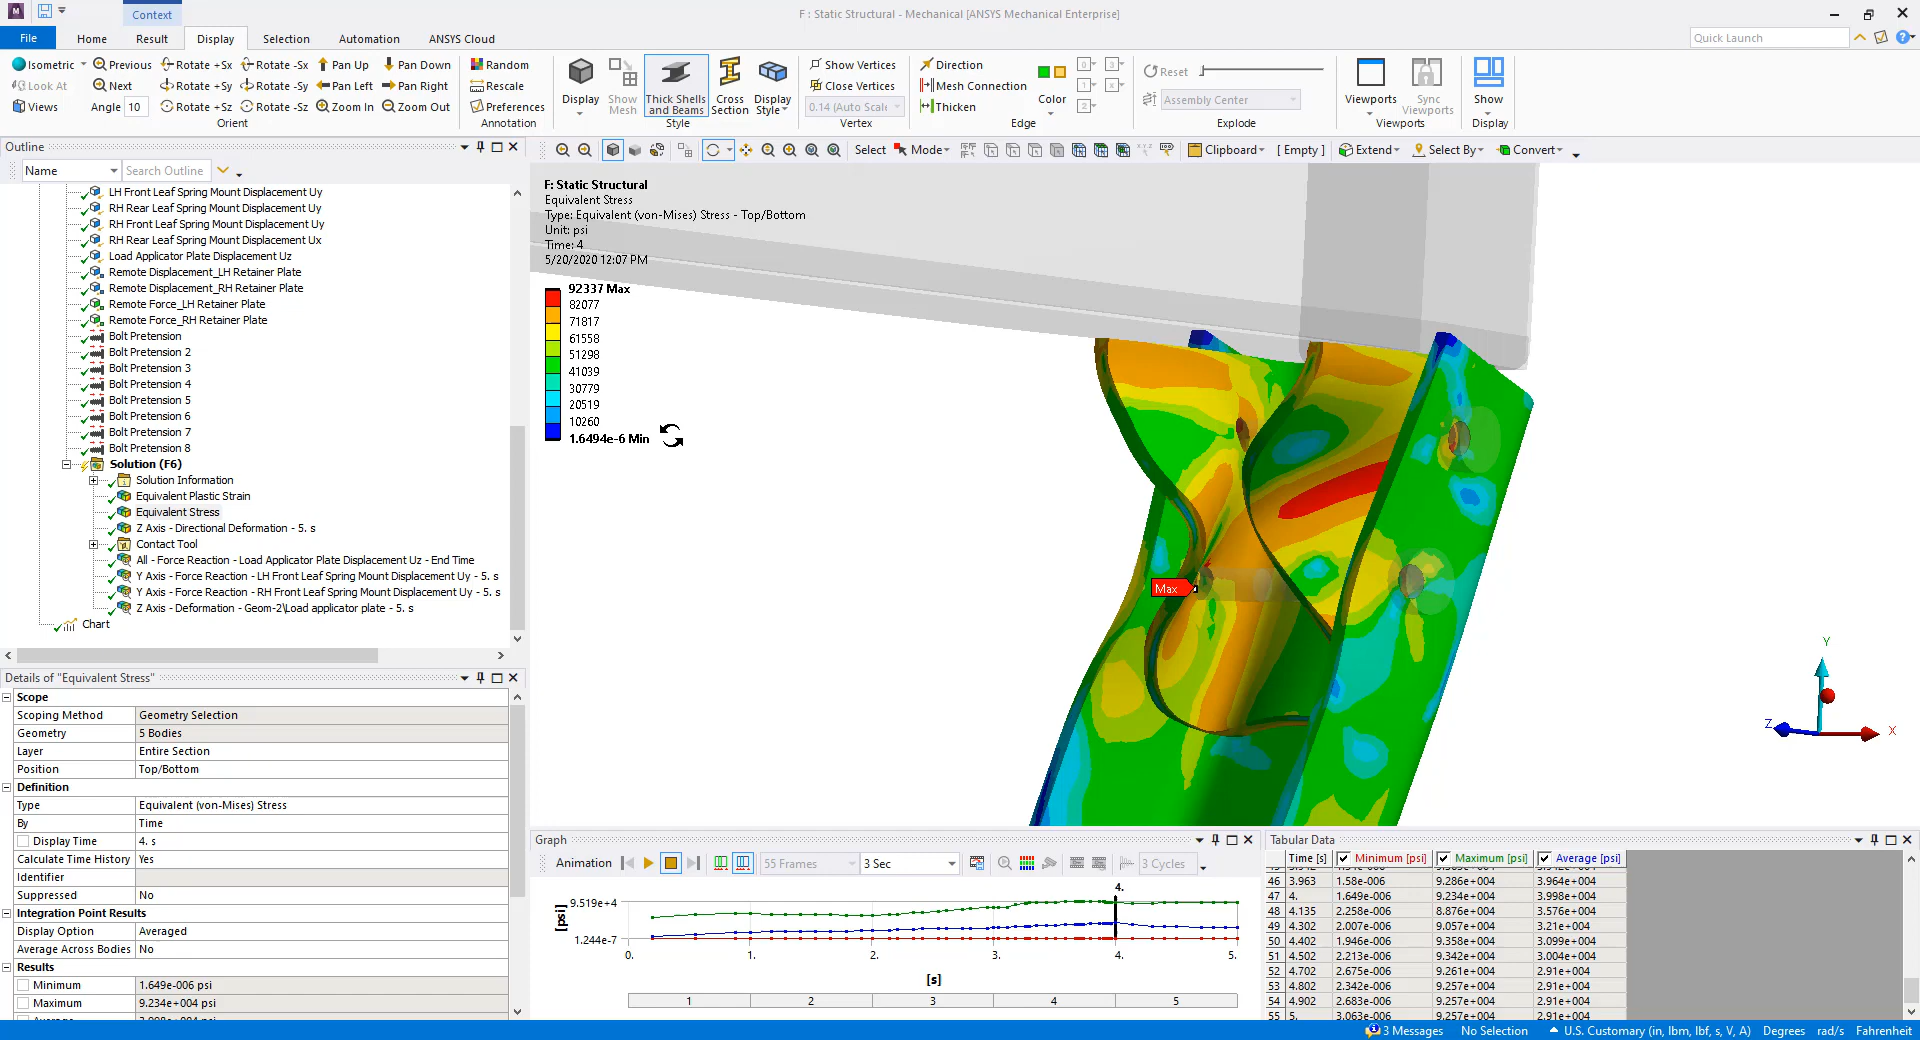 M
Context
F : Static Structural - Mechanical [ANSYS Mechanical Enterprise]
File Home Result Display Selection Automation ANSYS Cloud
Quick Launch
Isometric Previous Rotate +Sx Rotate -Sx Pan Up Pan Down
Look At Next Rotate +Sy Rotate -Sy Pan Left Pan Right
Views Angle 10 Rotate +Sz Rotate -Sz Zoom In Zoom Out
Orient
Random
Rescale
Preferences
Annotation
Display
Show Mesh
Thick Shells and Beams
Cross Section
Display Style
Style
Show Vertices
Close Vertices
0.14 (Auto Scale
Vertex
Direction
Mesh Connection
Thicken
Color
0 3
1 x
2
Edge
Reset
Assembly Center
Explode
Viewports
Sync Viewports
Viewports
Show
Display
Outline
Name Search Outline
Select Mode Clipboard [ Empty ] Extend Select By Convert
LH Front Leaf Spring Mount Displacement Uy
RH Rear Leaf Spring Mount Displacement Uy
RH Front Leaf Spring Mount Displacement Uy
RH Rear Leaf Spring Mount Displacement Ux
Load Applicator Plate Displacement Uz
Remote Displacement_LH Retainer Plate
Remote Displacement_RH Retainer Plate
Remote Force_LH Retainer Plate
Remote Force_RH Retainer Plate
Bolt Pretension
Bolt Pretension 2
Bolt Pretension 3
Bolt Pretension 4
Bolt Pretension 5
Bolt Pretension 6
Bolt Pretension 7
Bolt Pretension 8
Solution (F6)
Solution Information
Equivalent Plastic Strain
Equivalent Stress
Z Axis - Directional Deformation - 5. s
Contact Tool
All - Force Reaction - Load Applicator Plate Displacement Uz - End Time
Y Axis - Force Reaction - LH Front Leaf Spring Mount Displacement Uy - 5. s
Y Axis - Force Reaction - RH Front Leaf Spring Mount Displacement Uy - 5. s
Z Axis - Deformation - Geom-2\Load applicator plate - 5. s
Chart
F: Static Structural
Equivalent Stress
Type: Equivalent (von-Mises) Stress - Top/Bottom
Unit: psi
Time: 4
5/20/2020 12:07 PM
92337 Max
82077
71817
61558
51298
41039
30779
20519
10260
1.6494e-6 Min
Max
Y
Z
X
Details of "Equivalent Stress"
Scope
Scoping Method Geometry Selection
Geometry 5 Bodies
Layer Entire Section
Position Top/Bottom
Definition
Type Equivalent (von-Mises) Stress
By Time
Display Time 4. s
Calculate Time History Yes
Identifier
Suppressed No
Integration Point Results
Display Option Averaged
Average Across Bodies No
Results
Minimum 1.649e-006 psi
Maximum 9.234e+004 psi
Graph
Animation 55 Frames 3 Sec 3 Cycles
4.
9.519e+4
[psi]
1.244e-7
0. 1. 2. 3. 4. 5.
[s]
1 2 3 4 5
Tabular Data
Time [s] Minimum [psi] Maximum [psi] Average [psi]
46 3.963 1.58e-006 9.286e+004 3.964e+004
47 4. 1.649e-006 9.234e+004 3.998e+004
48 4.135 2.258e-006 8.876e+004 3.576e+004
49 4.302 2.007e-006 9.057e+004 3.21e+004
50 4.402 1.946e-006 9.358e+004 3.099e+004
51 4.502 2.213e-006 9.342e+004 3.004e+004
52 4.702 2.675e-006 9.261e+004 2.91e+004
53 4.802 2.342e-006 9.257e+004 2.91e+004
54 4.902 2.683e-006 9.257e+004 2.91e+004
55 5. 3.063e-006 9.257e+004 2.91e+004
3 Messages No Selection U.S. Customary (in, lbm, lbf, s, V, A) Degrees rad/s Fahrenheit